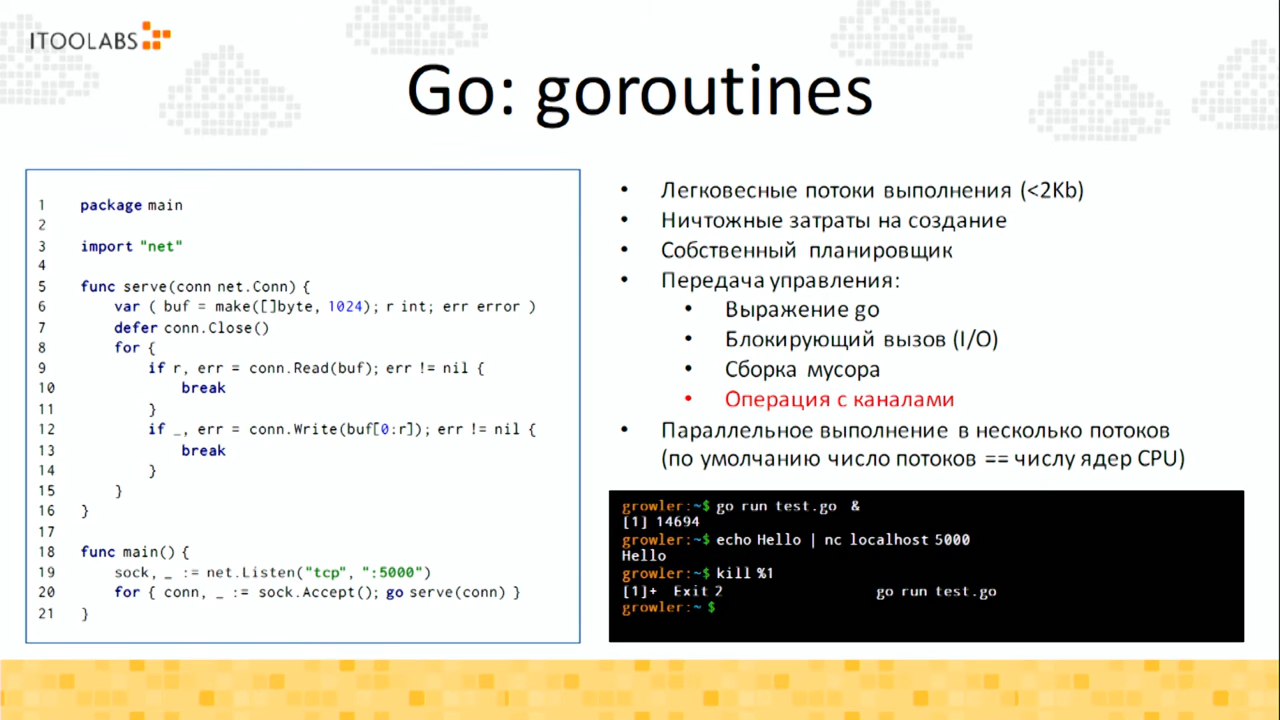 ITOOLABS
Go: goroutines
1 package main
2
3 import "net"
4
5 func serve(conn net.Conn) {
6 var ( buf = make([]byte, 1024); r int; err error )
7 defer conn.Close()
8 for {
9 if r, err = conn.Read(buf); err != nil {
10 break
11 }
12 if _, err = conn.Write(buf[0:r]); err != nil {
13 break
14 }
15 }
16 }
17
18 func main() {
19 sock, _ := net.Listen("tcp", ":5000")
20 for { conn, _ := sock.Accept(); go serve(conn) }
21 }
• Легковесные потоки выполнения (<2Kb)
• Ничтожные затраты на создание
• Собственный планировщик
• Передача управления:
• Выражение go
• Блокирующий вызов (I/O)
• Сборка мусора
• Операция с каналами
• Параллельное выполнение в несколько потоков
(по умолчанию число потоков == числу ядер CPU)
growler:~$ go run test.go &
[1] 14694
growler:~$ echo Hello | nc localhost 5000
Hello
growler:~$ kill %1
[1]+ Exit 2 go run test.go
growler:~ $